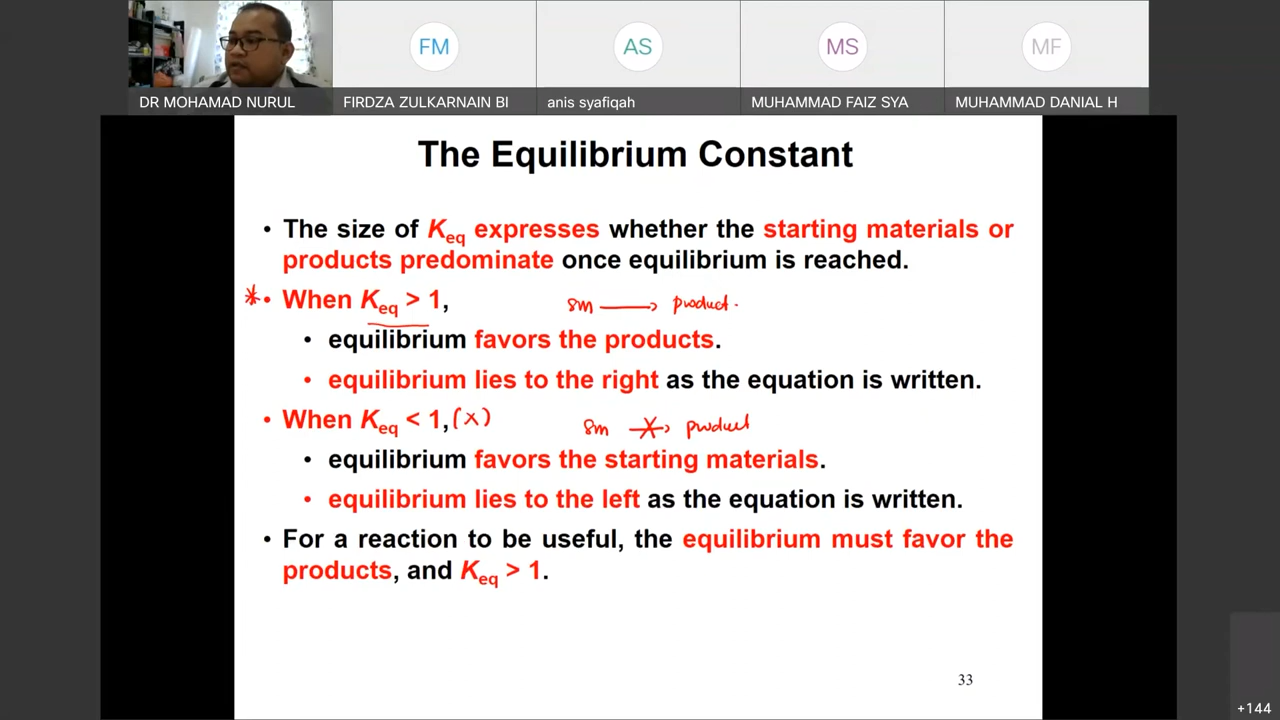 FM
AS
MS
MF
DR MOHAMAD NURUL
FIRDZA ZULKARNAIN BI
anis syafiqah
MUHAMMAD FAIZ SYA
MUHAMMAD DANIAL H
The Equilibrium Constant
• The size of Keq expresses whether the starting materials or
products predominate once equilibrium is reached.
* • When Keq > 1, sm → product.
• equilibrium favors the products.
• equilibrium lies to the right as the equation is written.
• When Keq < 1, (x) sm → product
• equilibrium favors the starting materials.
• equilibrium lies to the left as the equation is written.
• For a reaction to be useful, the equilibrium must favor the
products, and Keq > 1.
33
+144